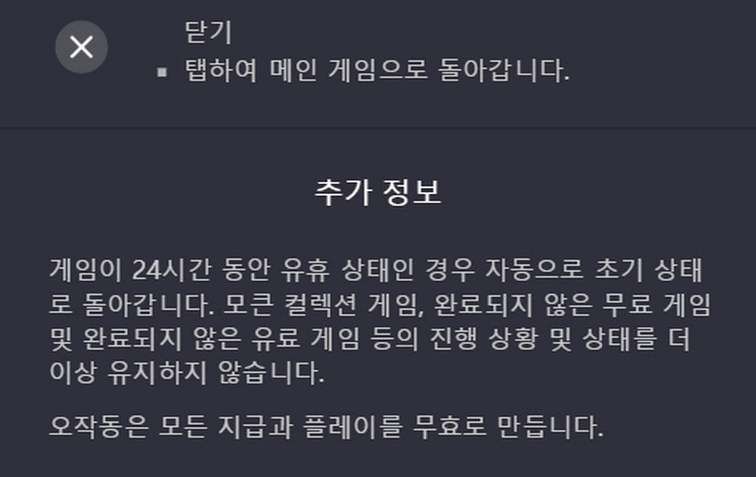 닫기
▪ 탭하여 메인 게임으로 돌아갑니다.
추가 정보
게임이 24시간 동안 유휴 상태인 경우 자동으로 초기 상태
로 돌아갑니다. 모큰 컬렉션 게임, 완료되지 않은 무료 게임
및 완료되지 않은 유료 게임 등의 진행 상황 및 상태를 더
이상 유지하지 않습니다.
오작동은 모든 지급과 플레이를 무효로 만듭니다.